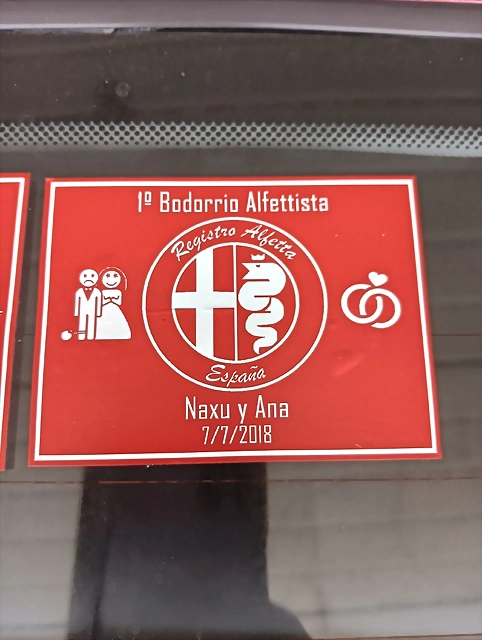 1º Bodorrio Alfettista
Registro Alfetta
España
Naxu y Ana
7/7/2018